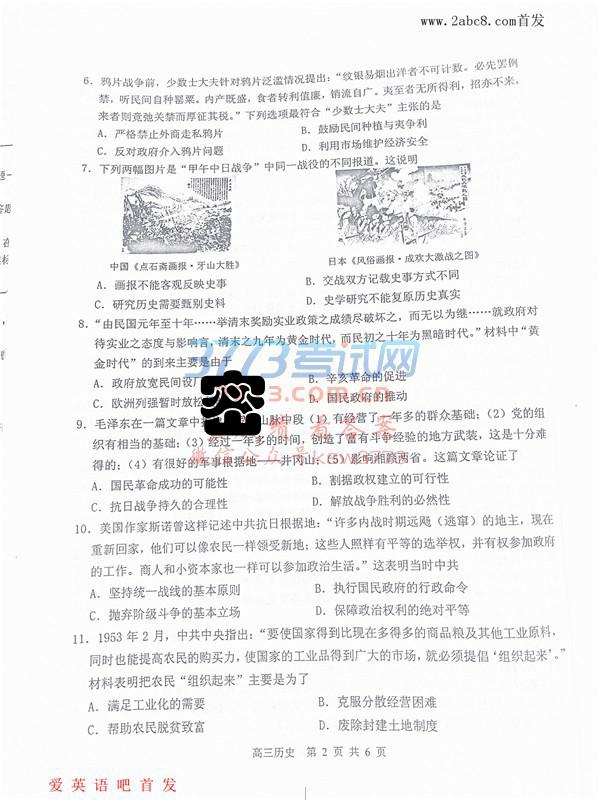 www.2abc8.com首发
6. 鸦片战争前，少数士大夫针对鸦片泛滥情况提出：“纹银易烟出洋者不可计数。必先罢例
禁，听民间自种罂粟。内产既盛，食者转利值廉，销流自广。夷至者无所得利，招亦不来，
来者则竟弛关禁而厚征其税。”下列选项最符合“少数士大夫”主张的是
A．严格禁止外商走私鸦片
B．鼓励民间种植与夷争利
C．反对政府介入鸦片问题
D．利用市场维护经济安全
7. 下列两幅图片是“甲午中日战争”中同一战役的不同报道。这说明
中国《点石斋画报·牙山大胜》
日本《风俗画报·成欢大激战之图》
A．画报不能客观反映史事
B．交战双方记载史事方式不同
C．研究历史需要甄别史料
D．史学研究不能复原历史真实
8. “由民国元年至十年……举清末奖励实业政策之成绩尽破坏之，而无以为继……就政府对
待实业之态度与影响言，清末之九年为黄金时代，而民初之十年为黑暗时代。”材料中“黄
金时代”的到来主要是由于
A．政府放宽民间设厂
B．辛亥革命的促进
C．欧洲列强暂时放松
D．国民政府的推动
3773考试网
9. 毛泽东在一篇文章中
山脉中段（1）有经营了一年多的群众基础；（2）党的组
织有相当的基础；（3）经过一年多的时间，创造了富有斗争经验的地方武装，这是十分难
得的；（4）有很好的军事根据地——井冈山；（5）影响湘赣两省。这篇文章论证了
A．国民革命成功的可能性
B．割据政权建立的可行性
C．抗日战争持久的合理性
D．解放战争胜利的必然性
10. 美国作家斯诺曾这样记述中共抗日根据地：“许多内战时期远飏（逃窜）的地主，现在
重新回家，他们可以像农民一样领受新地；这些人照样有平等的选举权，并有权参加政府
的工作。商人和小资本家也一样可以参加政治生活。”这表明当时中共
A．坚持统一战线的基本原则
B．执行国民政府的行政命令
C．抛弃阶级斗争的基本立场
D．保障政治权利的绝对平等
11. 1953 年 2 月，中共中央指出：“要使国家得到比现在多得多的商品粮及其他工业原料，
同时也能提高农民的购买力，使国家的工业品得到广大的市场，就必须提倡‘组织起来’。”
材料表明把农民“组织起来”主要是为了
A．满足工业化的需要
B．克服分散经营困难
C．帮助农民脱贫致富
D．废除封建土地制度
高三历史 第 2 页 共 6 页
爱英语吧首发